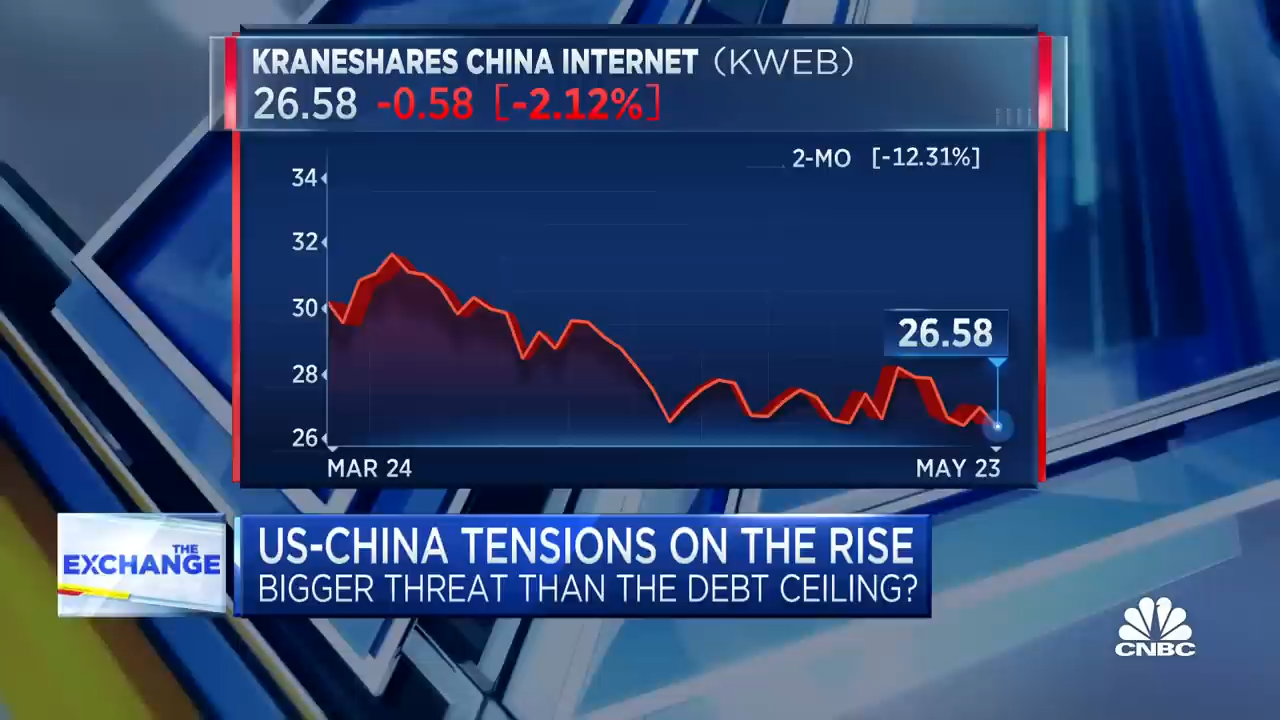 KRANESHARES CHINA INTERNET (KWEB)
26.58 -0.58 [-2.12%]
2-MO [-12.31%]
34
32
30
28
26
26.58
MAR 24
MAY 23
THE
EXCHANGE
US-CHINA TENSIONS ON THE RISE
BIGGER THREAT THAN THE DEBT CEILING?
CNBC